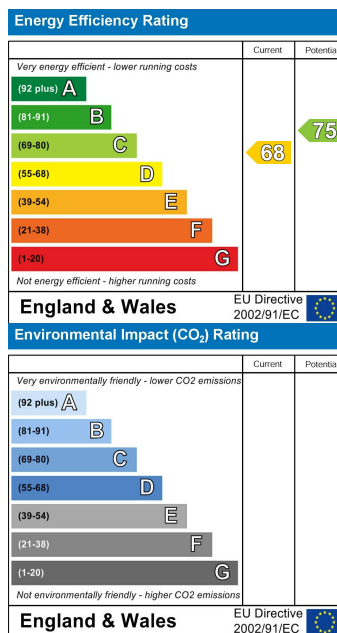 Energy Efficiency Rating
Current Potentia
Very energy efficient - lower running costs
(92 plus) A
(81-91) B
(69-80) C
(55-68) D
(39-54) E
(21-38) F
(1-20) G
68
75
Not energy efficient - higher running costs
England & Wales
EU Directive
2002/91/EC
Environmental Impact (CO₂) Rating
Current Potentia
Very environmentally friendly - lower CO2 emissions
(92 plus) A
(81-91) B
(69-80) C
(55-68) D
(39-54) E
(21-38) F
(1-20) G
Not environmentally friendly - higher CO2 emissions
England & Wales
EU Directive
2002/91/EC